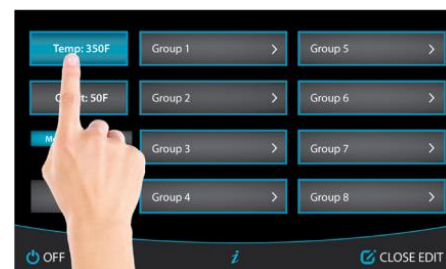 Temp: 350F
Group 1
Group 5
t: 50F
Group 2
Group 6
Group 3
Group 7
Group 4
Group 8
OFF
i
CLOSE EDIT